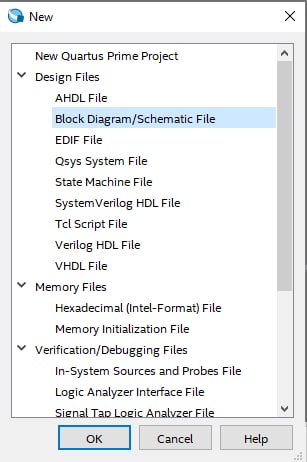 New
New Quartus Prime Project
Design Files
AHDL File
Block Diagram/Schematic File
EDIF File
Qsys System File
State Machine File
SystemVerilog HDL File
Tcl Script File
Verilog HDL File
VHDL File
Memory Files
Hexadecimal (Intel-Format) File
Memory Initialization File
Verification/Debugging Files
In-System Sources and Probes File
Logic Analyzer Interface File
Signal Tap Logic Analyzer File
OK Cancel Help